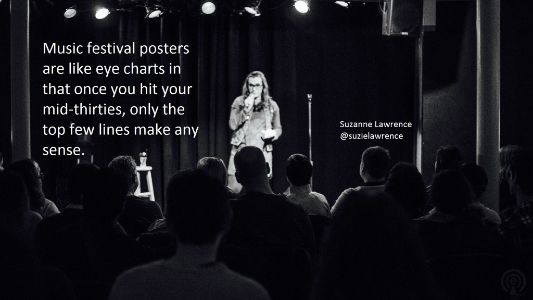 Music festival posters
are like eye charts in
that once you hit your
mid-thirties, only the
top few lines make any
sense.
Suzanne Lawrence
@suzielawrence